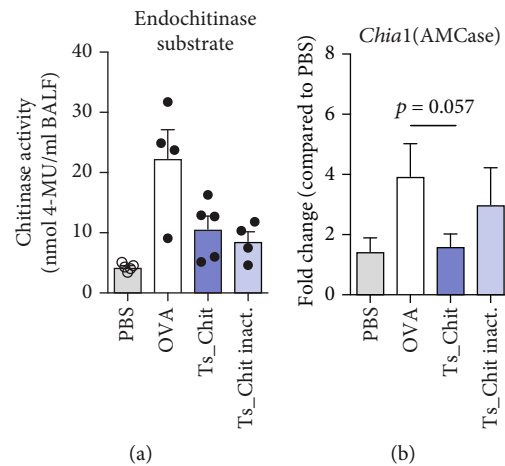 Endochitinase
substrate
Chitinase activity
(nmol 4-MU/ml BALF)
40
30
20
10
0
PBS
OVA
Ts_Chit
Ts_Chit inact.
(a)
Chia1(AMCase)
Fold change (compared to PBS)
8
6
4
2
0
p = 0.057
PBS
OVA
Ts_Chit
Ts_Chit inact.
(b)